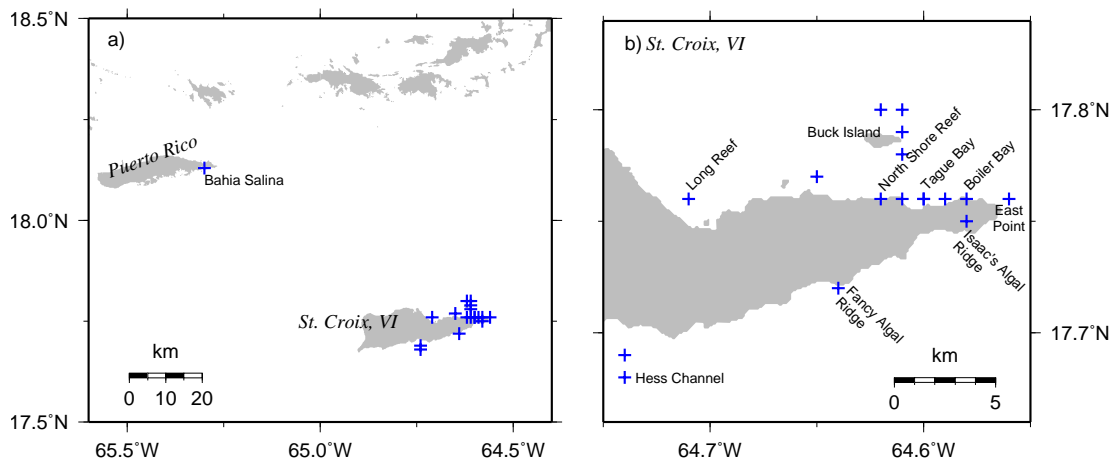 18.5°N
18.0°N
17.5°N
65.5°W
65.0°W
64.5°W
a)
Puerto Rico
Bahia Salina
St. Croix, VI
km
0 10 20
b) St. Croix, VI
17.8°N
17.7°N
64.7°W
64.6°W
Buck Island
Long Reef
North Shore Reef
Tague Bay
Boiler Bay
East
Point
Isaac's Algal
Ridge
Fancy Algal
Ridge
Hess Channel
km
0 5